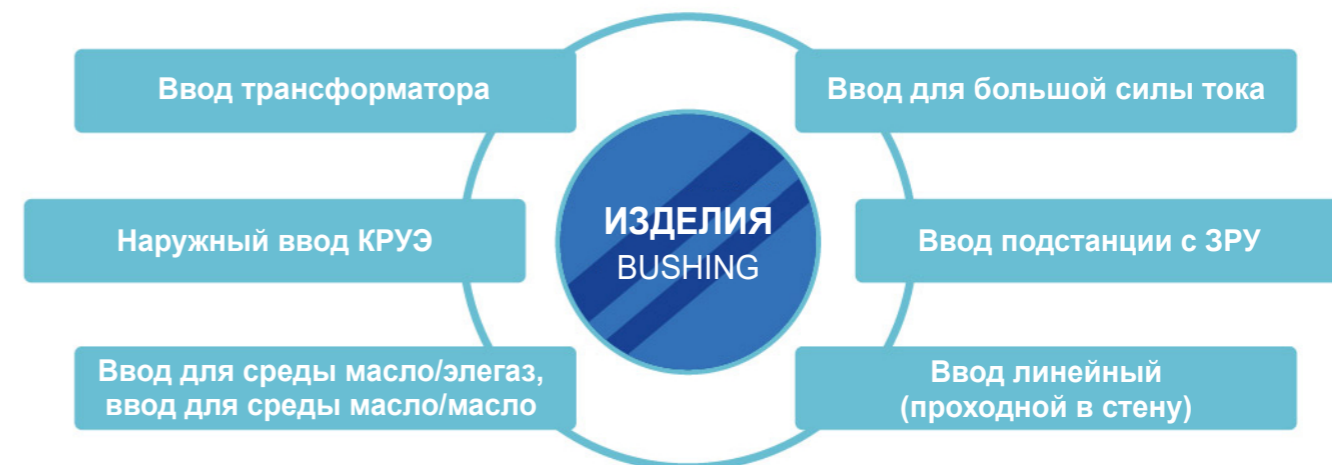 Ввод трансформатора
Ввод для большой силы тока
Наружный ввод КРУЭ
ИЗДЕЛИЯ
BUSHING
Ввод подстанции с ЗРУ
Ввод для среды масло/элегаз,
ввод для среды масло/масло
Ввод линейный
(проходной в стену)